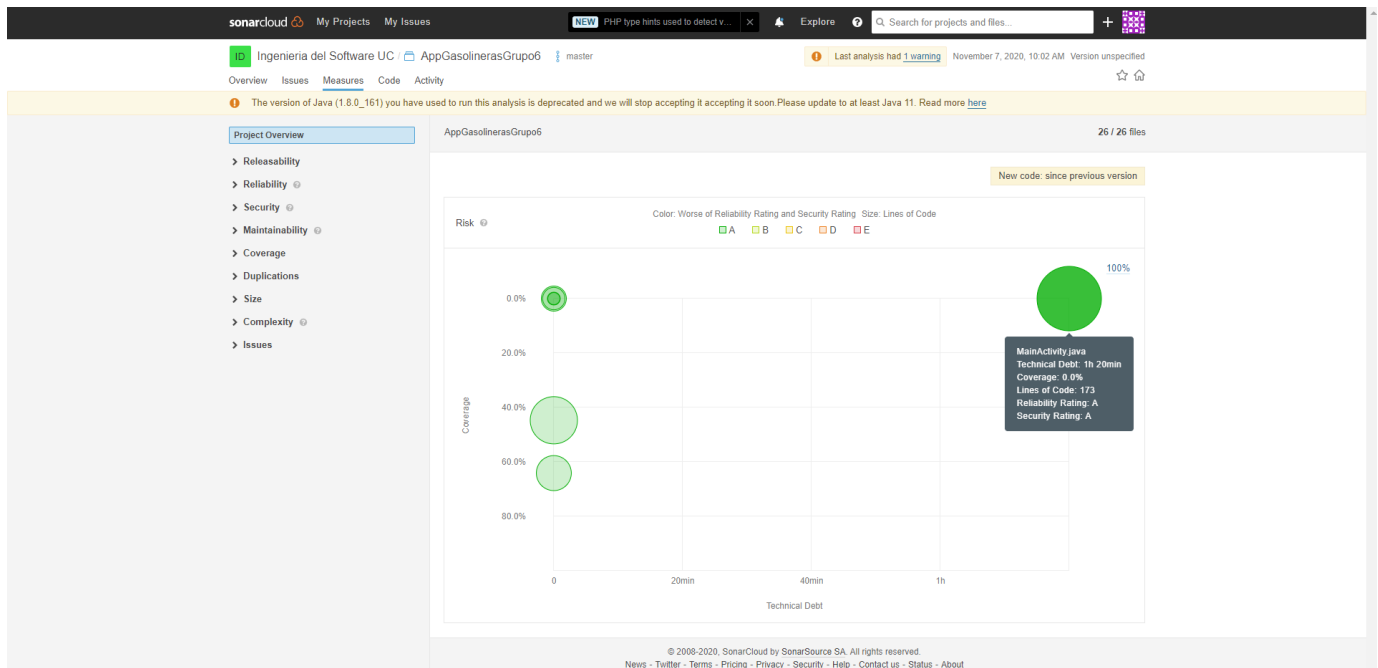 sonarcloud My Projects My Issues NEW PHP type hints used to detect v... Explore Search for projects and files...
ID Ingenieria del Software UC / AppGasolinerasGrupo6 master Last analysis had 1 warning November 7, 2020, 10:02 AM Version unspecified
Overview Issues Measures Code Activity
The version of Java (1.8.0_161) you have used to run this analysis is deprecated and we will stop accepting it accepting it soon.Please update to at least Java 11. Read more here
Project Overview
Releasability
Reliability
Security
Maintainability
Coverage
Duplications
Size
Complexity
Issues
AppGasolinerasGrupo6 26 / 26 files
New code: since previous version
Risk
Color: Worse of Reliability Rating and Security Rating Size: Lines of Code
A B C D E
100%
0.0%
20.0%
40.0%
60.0%
80.0%
Coverage
MainActivity.java
Technical Debt: 1h 20min
Coverage: 0.0%
Lines of Code: 173
Reliability Rating: A
Security Rating: A
0 20min 40min 1h
Technical Debt
© 2008-2020, SonarCloud by SonarSource SA. All rights reserved.
News - Twitter - Terms - Pricing - Privacy - Security - Help - Contact us - Status - About